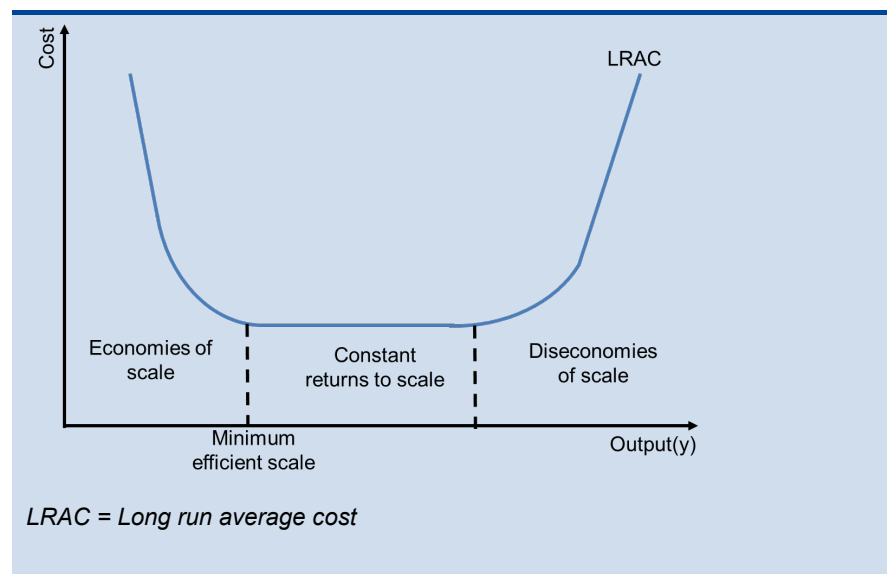 Cost
LRAC
Economies of
scale
Constant
returns to scale
Diseconomies
of scale
Minimum
efficient scale
Output(y)
LRAC = Long run average cost